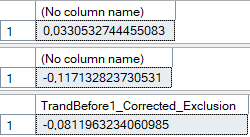 (No column name)
1 0,0330532744455083
(No column name)
1 -0,117132823730531
TrandBefore1_Corrected_Exclusion
1 -0,0811963234060985